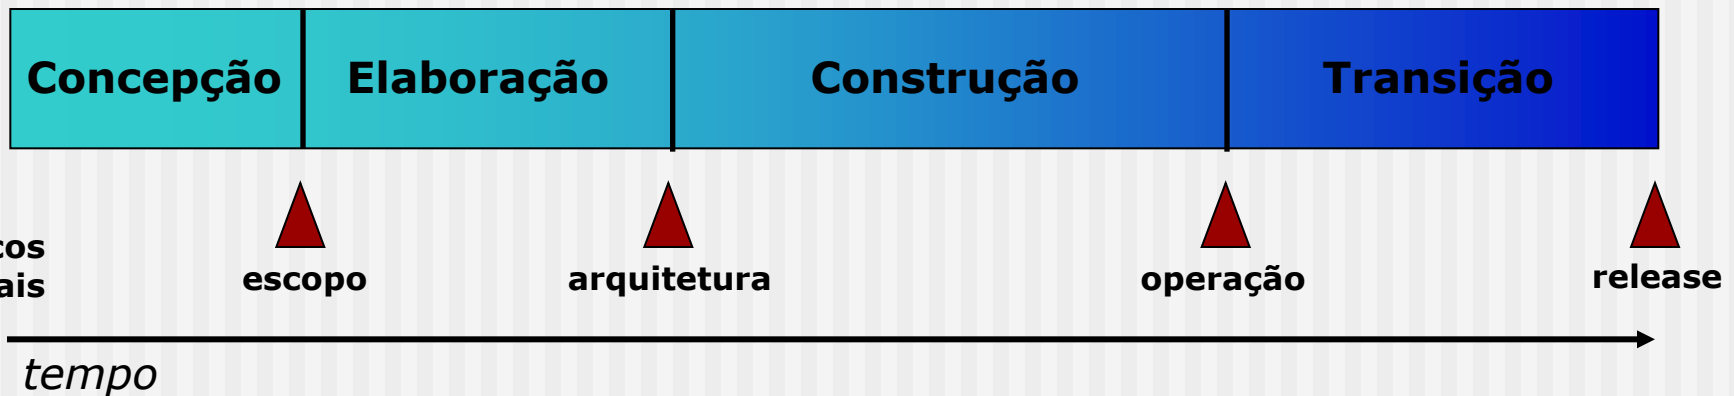 Concepção Elaboração Construção Transição
escopo arquitetura operação release
tempo